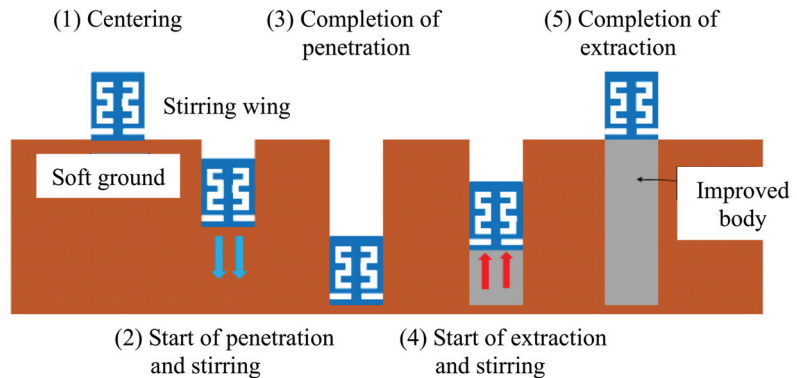 (1) Centering
(3) Completion of
penetration
(5) Completion of
extraction
Stirring wing
Soft ground
Improved
body
(2) Start of penetration
and stirring
(4) Start of extraction
and stirring